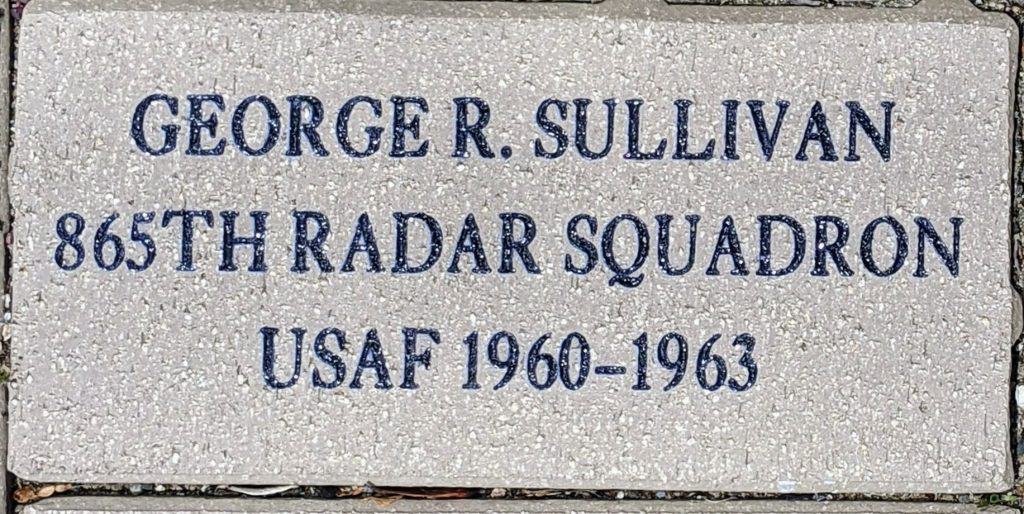 GEORGE R. SULLIVAN
865TH RADAR SQUADRON
USAF 1960–1963